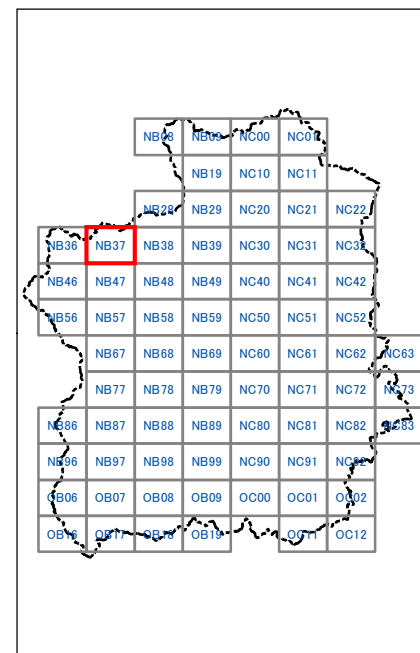 NB08 NB09 NC00 NC01
NB19 NC10 NC11
NB28 NB29 NC20 NC21 NC22
NB36 NB37 NB38 NB39 NC30 NC31 NC32
NB46 NB47 NB48 NB49 NC40 NC41 NC42
NB56 NB57 NB58 NB59 NC50 NC51 NC52
NB67 NB68 NB69 NC60 NC61 NC62 NC63
NB77 NB78 NB79 NC70 NC71 NC72 NC73
NB86 NB87 NB88 NB89 NC80 NC81 NC82 NC83
NB96 NB97 NB98 NB99 NC90 NC91 NC92
OB06 OB07 OB08 OB09 OC00 OC01 OC02
OB16 OB17 OB18 OB19 OC11 OC12